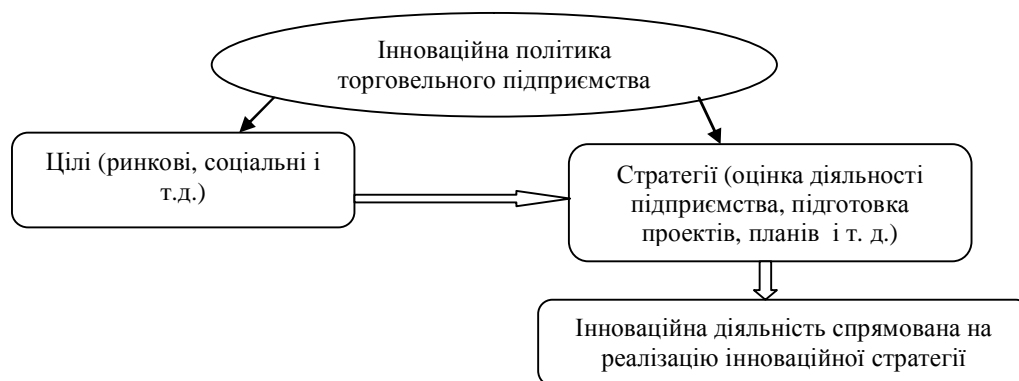 Інноваційна політика
торговельного підприємства
Цілі (ринкові, соціальні і
т.д.)
Стратегії (оцінка діяльності
підприємства, підготовка
проектів, планів і т. д.)
Інноваційна діяльність спрямована на
реалізацію інноваційної стратегії